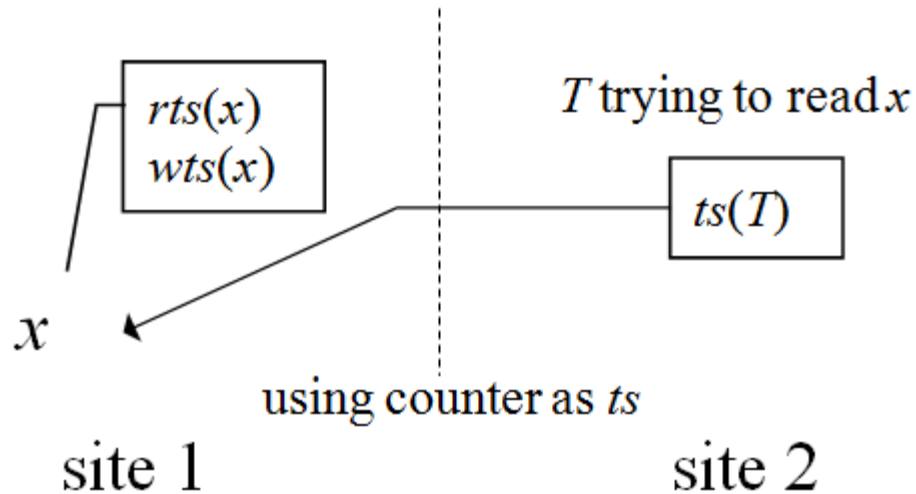 rts(x)
wts(x)
T trying to read x
ts(T)
x
using counter as ts
site 1
site 2